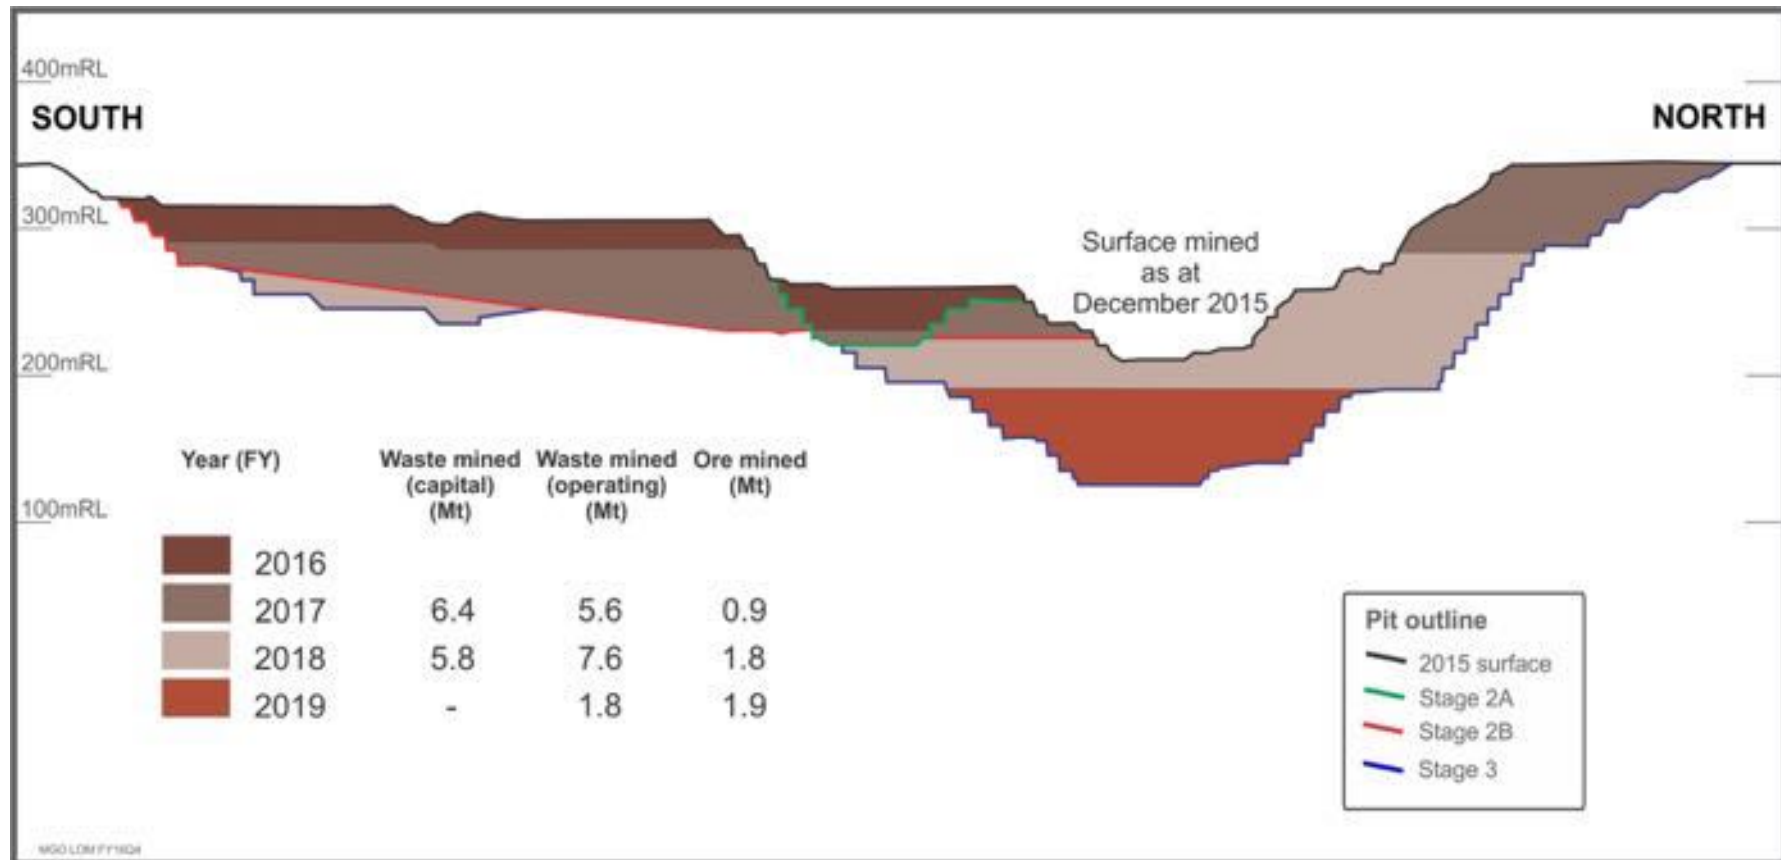 400mRL
SOUTH
NORTH
300mRL
Surface mined
as at
December 2015
200mRL
Year (FY) Waste mined (capital) (Mt) Waste mined (operating) (Mt) Ore mined (Mt)
100mRL
2016
2017 6.4 5.6 0.9
2018 5.8 7.6 1.8
2019 - 1.8 1.9
Pit outline
2015 surface
Stage 2A
Stage 2B
Stage 3